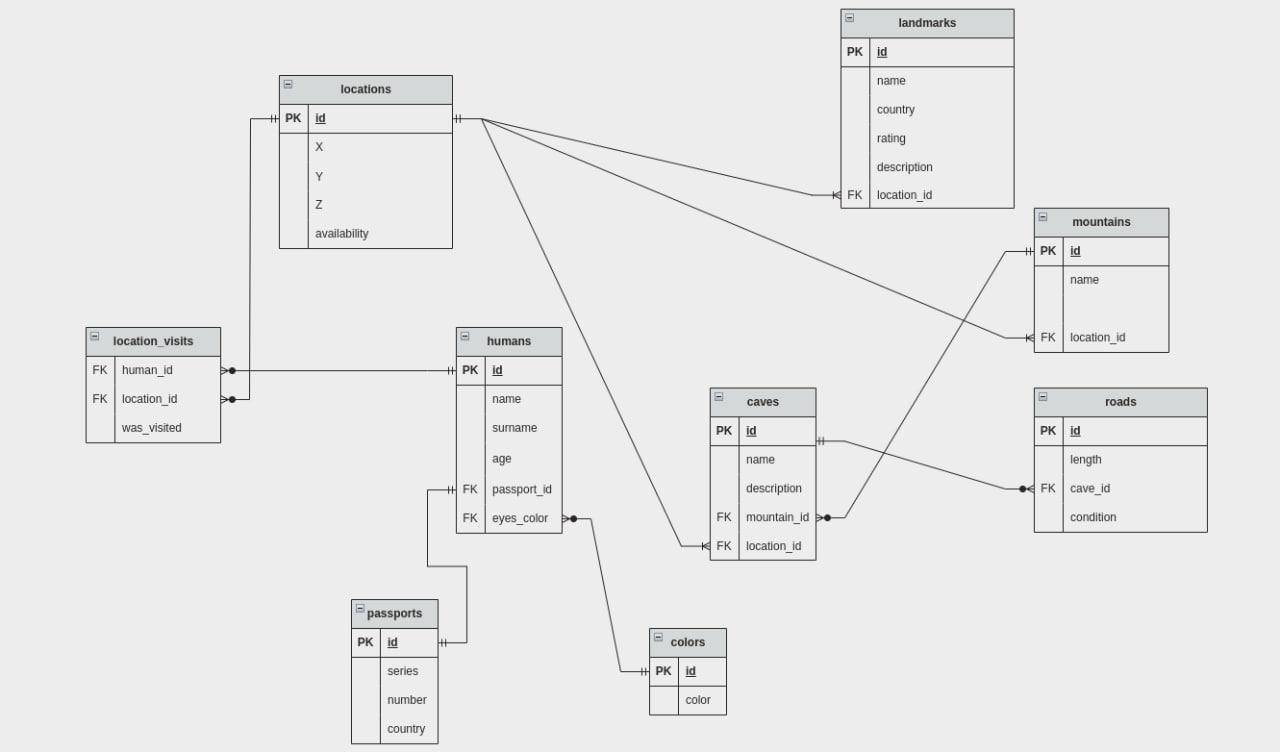 landmarks
PK id
name
country
rating
description
FK location_id
locations
PK id
X
Y
Z
availability
mountains
PK id
name
FK location_id
location_visits
FK human_id
FK location_id
was_visited
humans
PK id
name
surname
age
FK passport_id
FK eyes_color
caves
PK id
name
description
FK mountain_id
FK location_id
roads
PK id
length
FK cave_id
condition
passports
PK id
series
number
country
colors
PK id
color